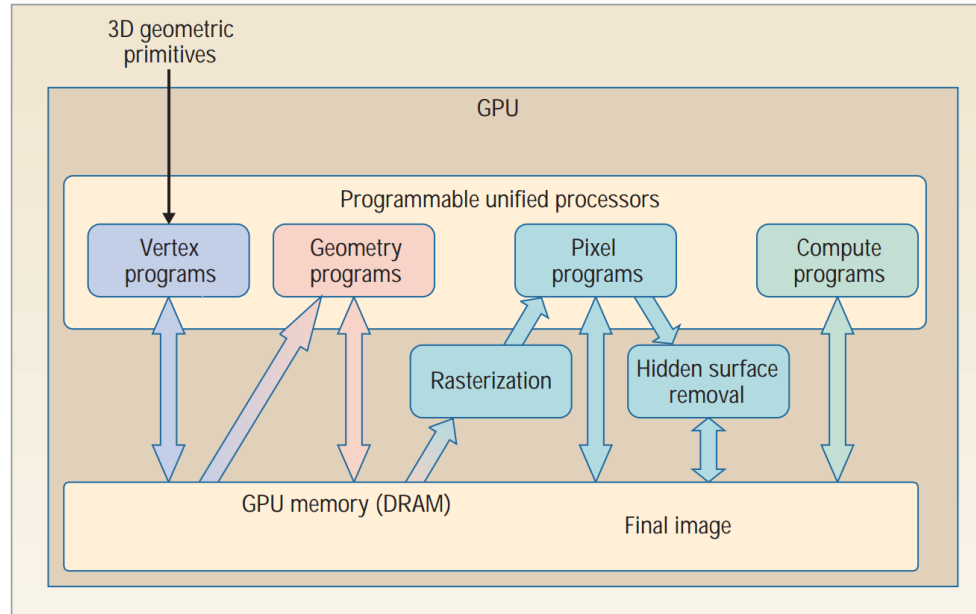 3D geometric
primitives
GPU
Programmable unified processors
Vertex
programs
Geometry
programs
Pixel
programs
Compute
programs
Rasterization
Hidden surface
removal
GPU memory (DRAM)
Final image